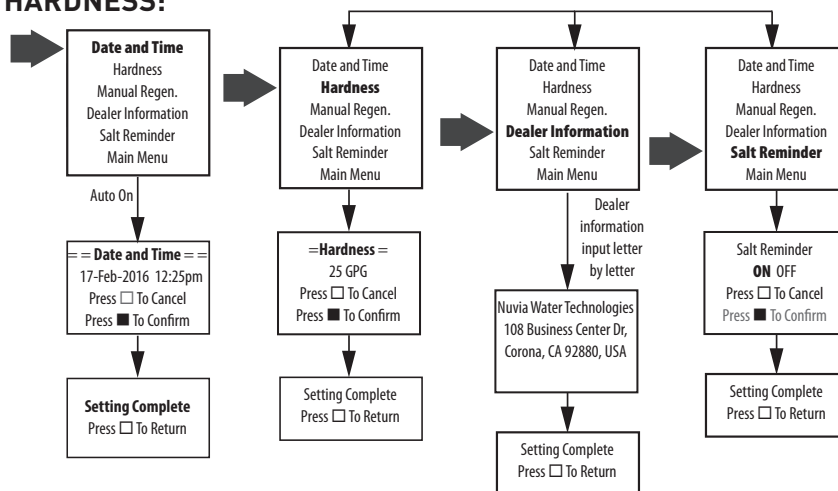 HARDNESS:
Date and Time
Hardness
Manual Regen.
Dealer Information
Salt Reminder
Main Menu
Auto On
= = Date and Time = =
17-Feb-2016 12:25pm
Press □ To Cancel
Press ■ To Confirm
Setting Complete
Press □ To Return
Date and Time
Hardness
Manual Regen.
Dealer Information
Salt Reminder
Main Menu
=Hardness =
25 GPG
Press □ To Cancel
Press ■ To Confirm
Setting Complete
Press □ To Return
Date and Time
Hardness
Manual Regen.
Dealer Information
Salt Reminder
Main Menu
Dealer
information
input letter
by letter
Nuvia Water Technologies
108 Business Center Dr,
Corona, CA 92880, USA
Setting Complete
Press □ To Return
Date and Time
Hardness
Manual Regen.
Dealer Information
Salt Reminder
Main Menu
Salt Reminder
ON OFF
Press □ To Cancel
Press ■ To Confirm
Setting Complete
Press □ To Return